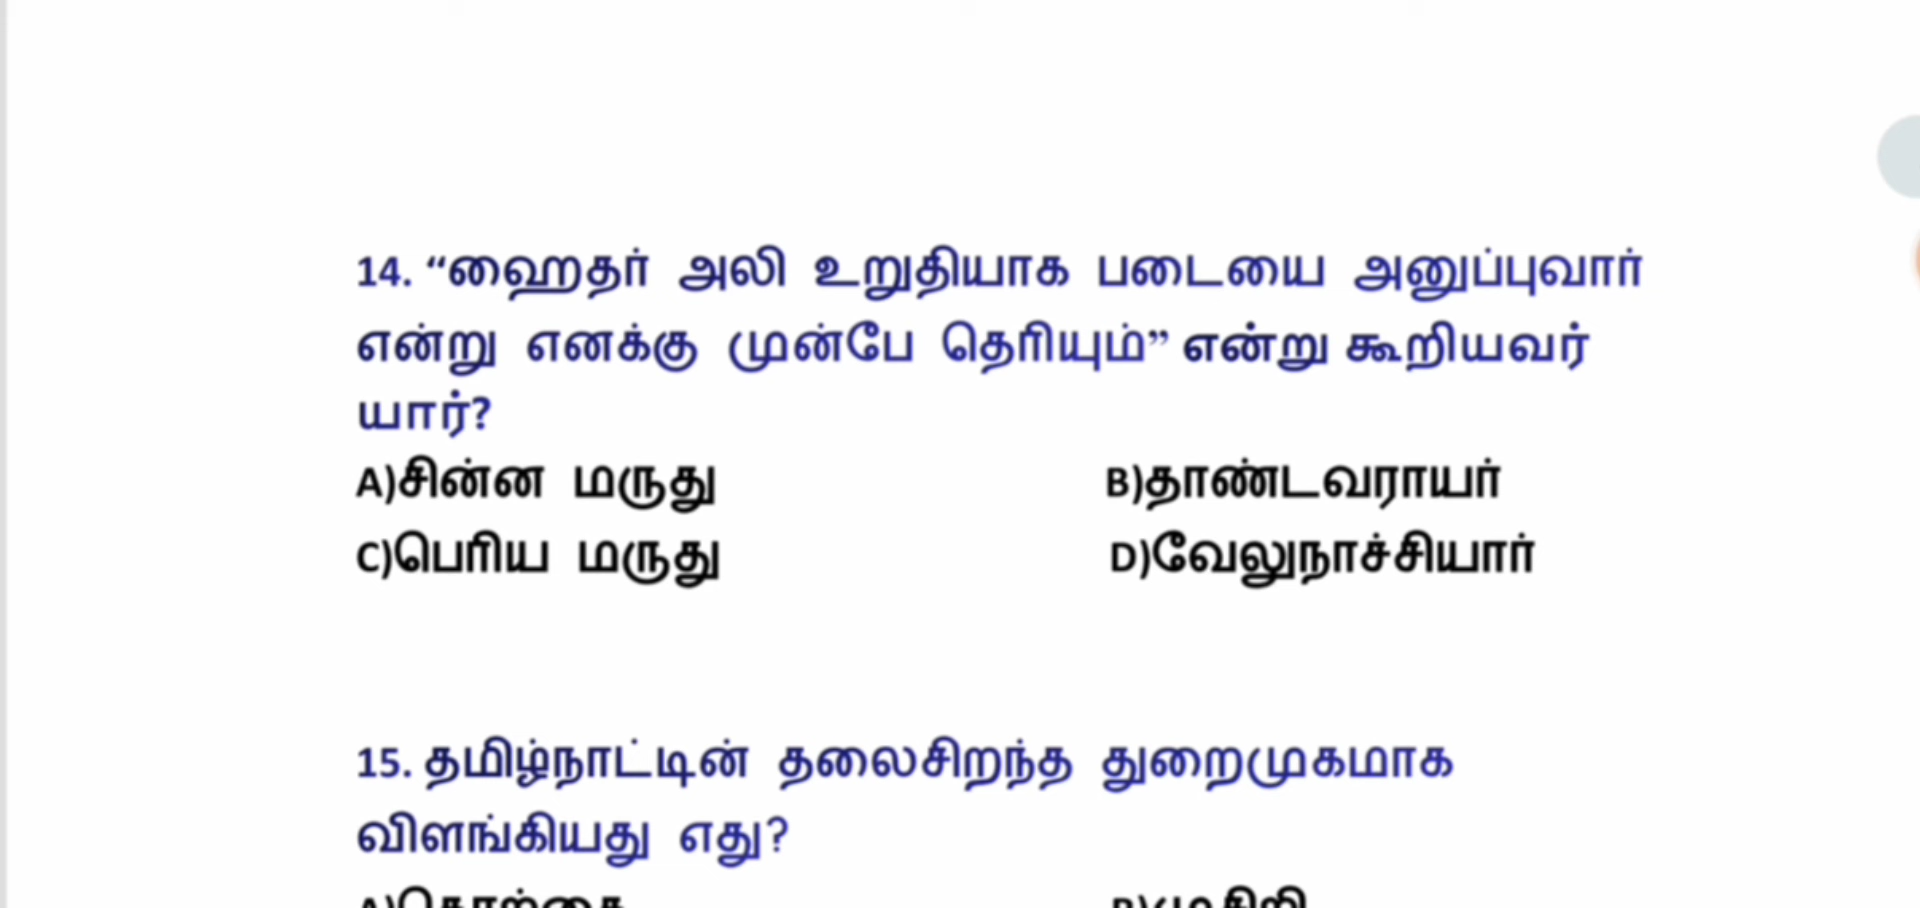 14. “ஹைதர் அலி உறுதியாக படையை அனுப்புவார்
என்று எனக்கு முன்பே தெரியும்” என்று கூறியவர்
யார்?
A)சின்ன மருது B)தாண்டவராயர்
C)பெரிய மருது D)வேலுநாச்சியார்
15. தமிழ்நாட்டின் தலைசிறந்த துறைமுகமாக
விளங்கியது எது?
A)கொற்கை B)முசிறி